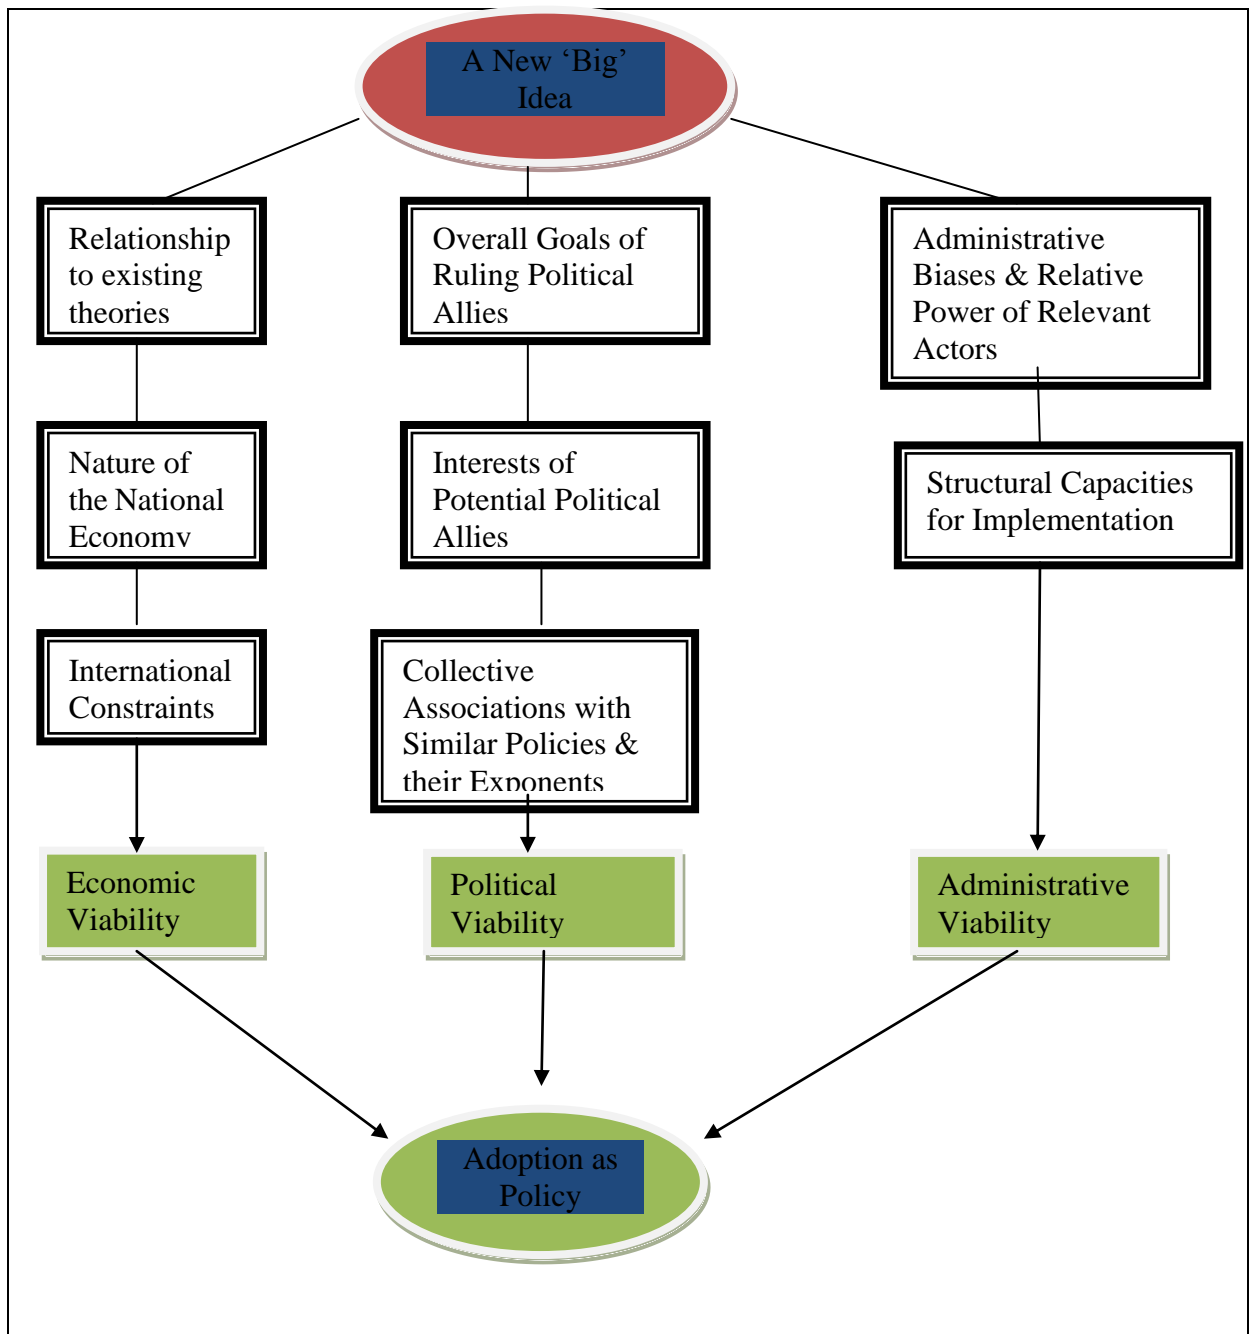 A New ‘Big’
Idea
Relationship
to existing
theories
Overall Goals of
Ruling Political
Allies
Administrative
Biases & Relative
Power of Relevant
Actors
Nature of
the National
Economy
Interests of
Potential Political
Allies
Structural Capacities
for Implementation
International
Constraints
Collective
Associations with
Similar Policies &
their Exponents
Economic
Viability
Political
Viability
Administrative
Viability
Adoption as
Policy